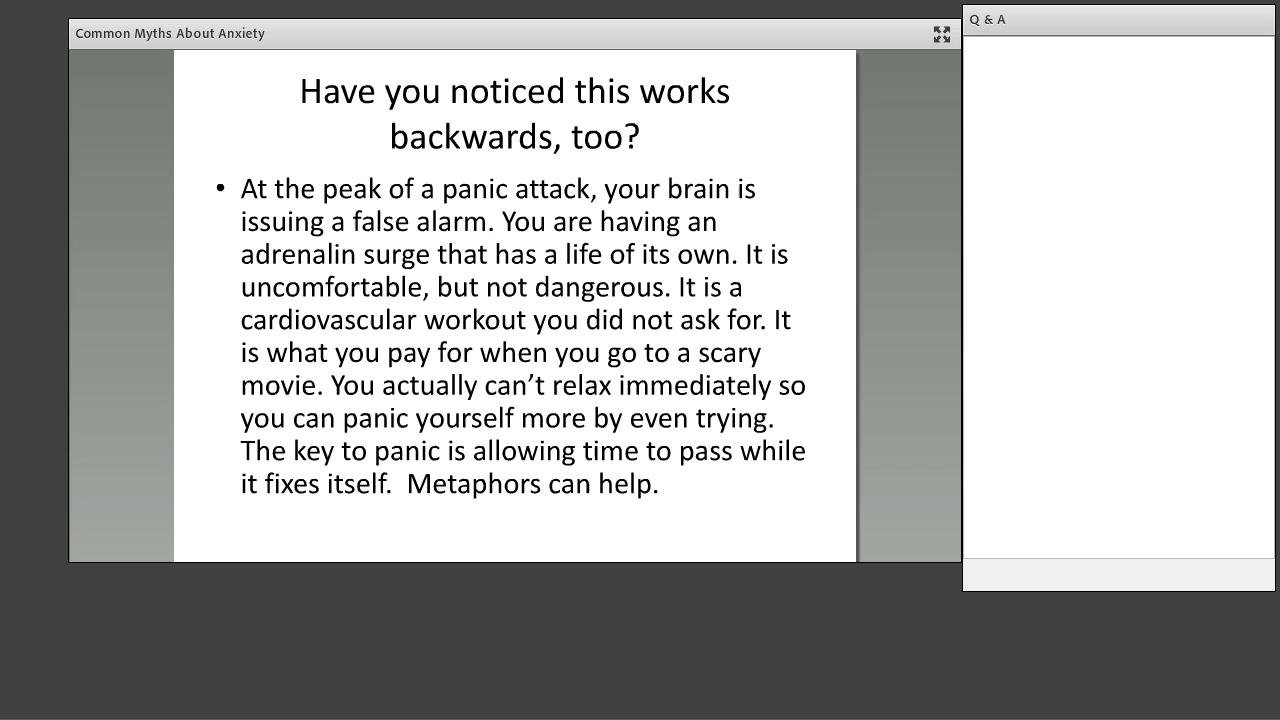 Common Myths About Anxiety
Have you noticed this works
backwards, too?
• At the peak of a panic attack, your brain is
issuing a false alarm. You are having an
adrenalin surge that has a life of its own. It is
uncomfortable, but not dangerous. It is a
cardiovascular workout you did not ask for. It
is what you pay for when you go to a scary
movie. You actually can’t relax immediately so
you can panic yourself more by even trying.
The key to panic is allowing time to pass while
it fixes itself.  Metaphors can help.
Q & A